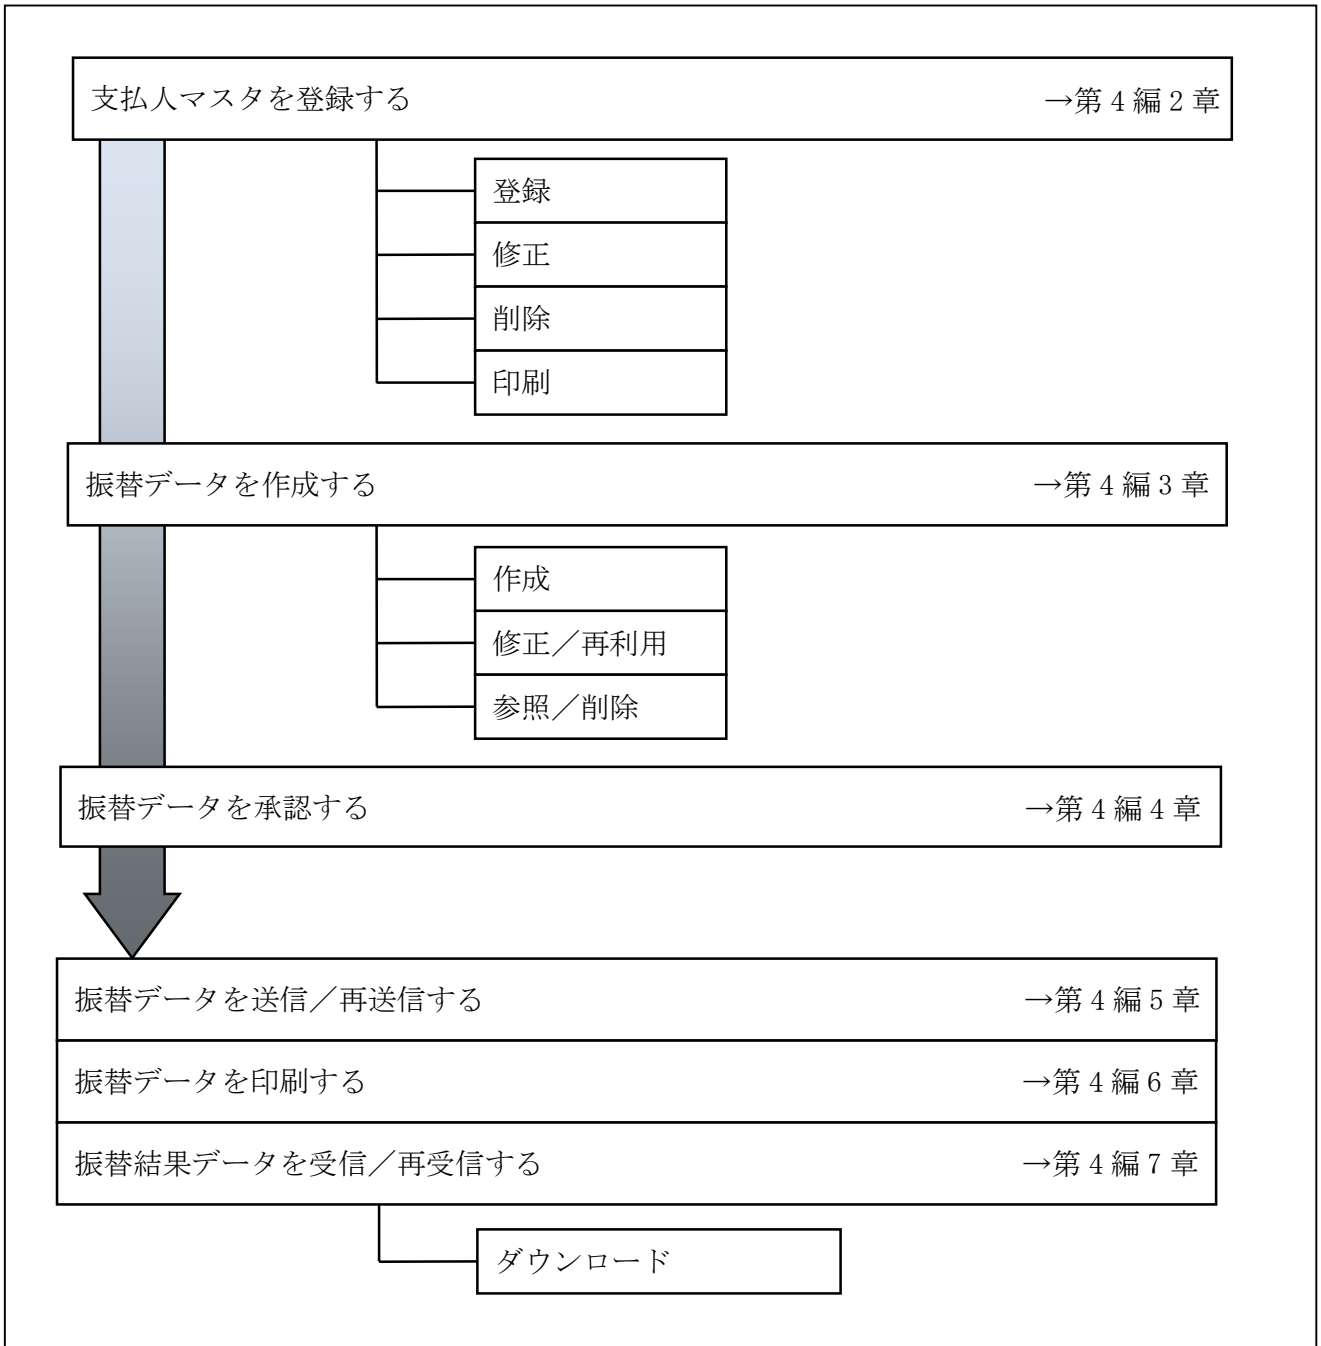 支払人マスタを登録する →第4編2章
登録
修正
削除
印刷
振替データを作成する →第4編3章
作成
修正／再利用
参照／削除
振替データを承認する →第4編4章
振替データを送信／再送信する →第4編5章
振替データを印刷する →第4編6章
振替結果データを受信／再受信する →第4編7章
ダウンロード